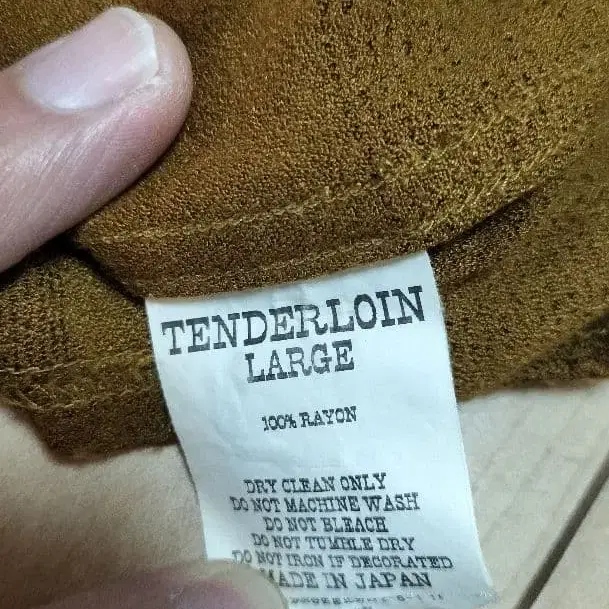 TENDERLOIN
LARGE
100% RAYON
DRY CLEAN ONLY
DO NOT MACHINE WASH
DO NOT BLEACH
DO NOT TUMBLE DRY
DO NOT IRON IF DECORATED
MADE IN JAPAN